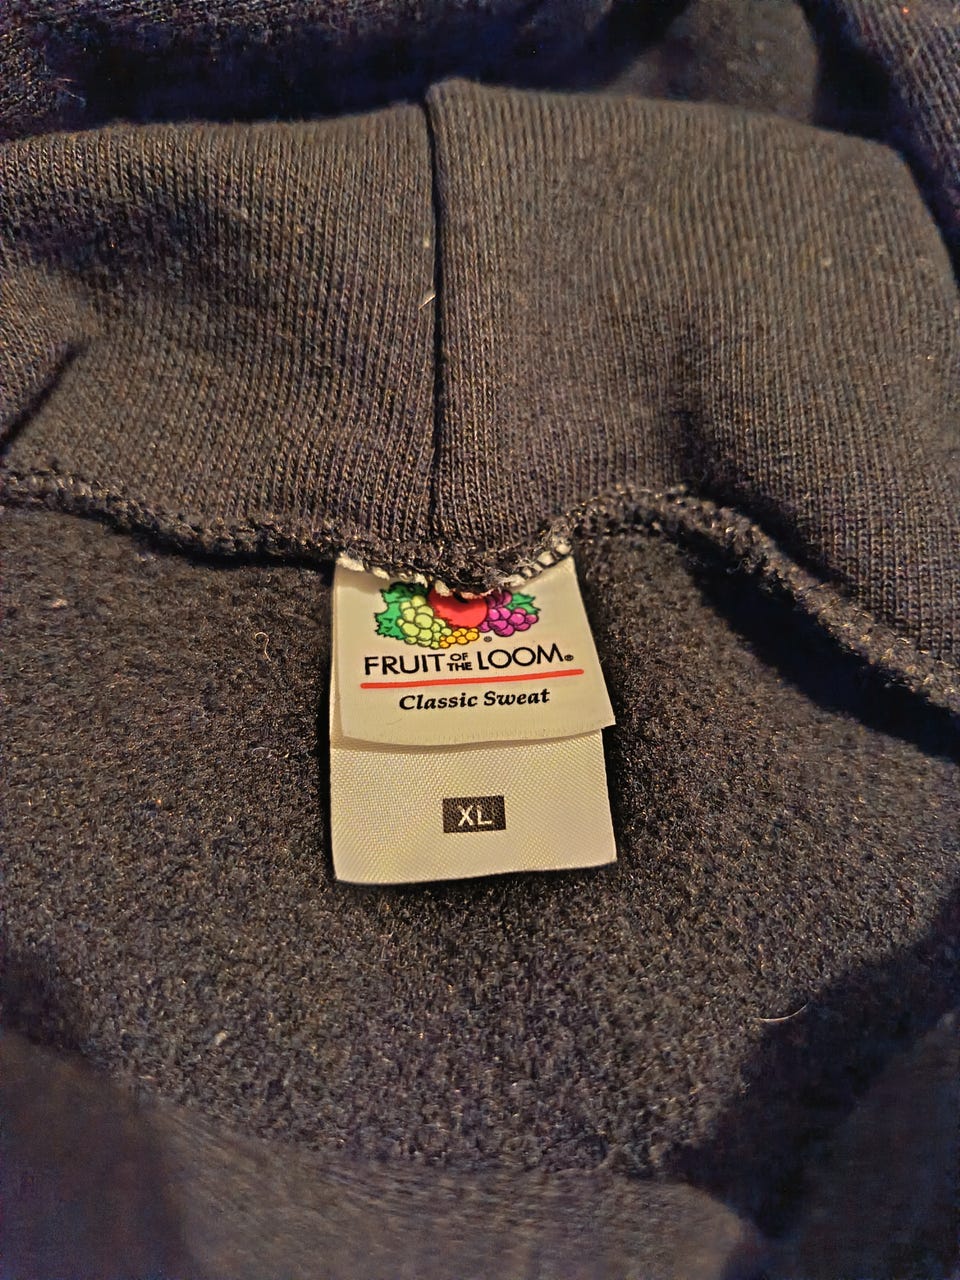 FRUIT OF THE LOOM®
Classic Sweat
XL